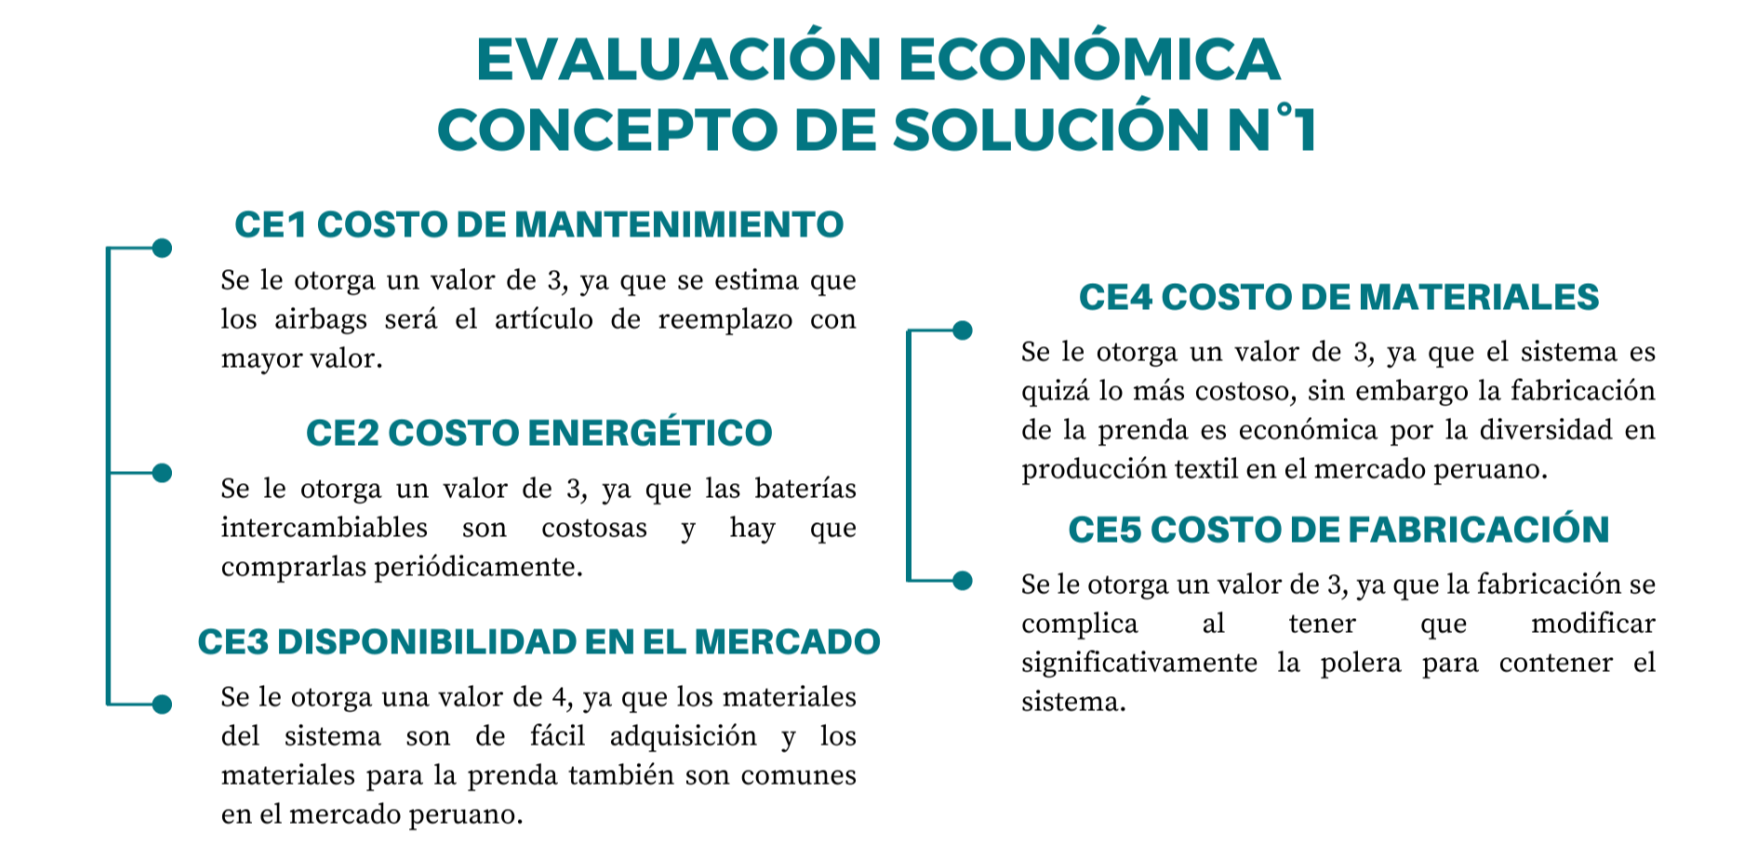 EVALUACIÓN ECONÓMICA
CONCEPTO DE SOLUCIÓN N°1
CE1 COSTO DE MANTENIMIENTO
Se le otorga un valor de 3, ya que se estima que
los airbags será el artículo de reemplazo con
mayor valor.
CE2 COSTO ENERGÉTICO
Se le otorga un valor de 3, ya que las baterías
intercambiables son costosas y hay que
comprarlas periódicamente.
CE3 DISPONIBILIDAD EN EL MERCADO
Se le otorga una valor de 4, ya que los materiales
del sistema son de fácil adquisición y los
materiales para la prenda también son comunes
en el mercado peruano.
CE4 COSTO DE MATERIALES
Se le otorga un valor de 3, ya que el sistema es
quizá lo más costoso, sin embargo la fabricación
de la prenda es económica por la diversidad en
producción textil en el mercado peruano.
CE5 COSTO DE FABRICACIÓN
Se le otorga un valor de 3, ya que la fabricación se
complica al tener que modificar
significativamente la polera para contener el
sistema.